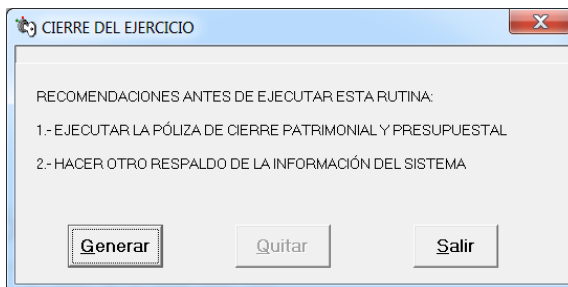 CIERRE DEL EJERCICIO
RECOMENDACIONES ANTES DE EJECUTAR ESTA RUTINA:
1.- EJECUTAR LA PÓLIZA DE CIERRE PATRIMONIAL Y PRESUPUESTAL
2.- HACER OTRO RESPALDO DE LA INFORMACIÓN DEL SISTEMA
Generar Quitar Salir